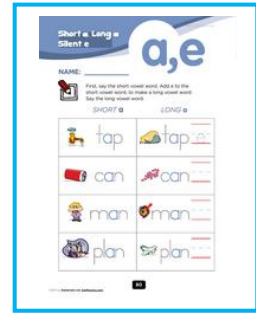 Short a, Long a
Silent e
a,e
NAME:
First, say the short vowel word. Add e to the
short vowel word, to make a long vowel word.
Say the long vowel word.
SHORT a LONG a
tap tap e
can can
man man
plan plan
80